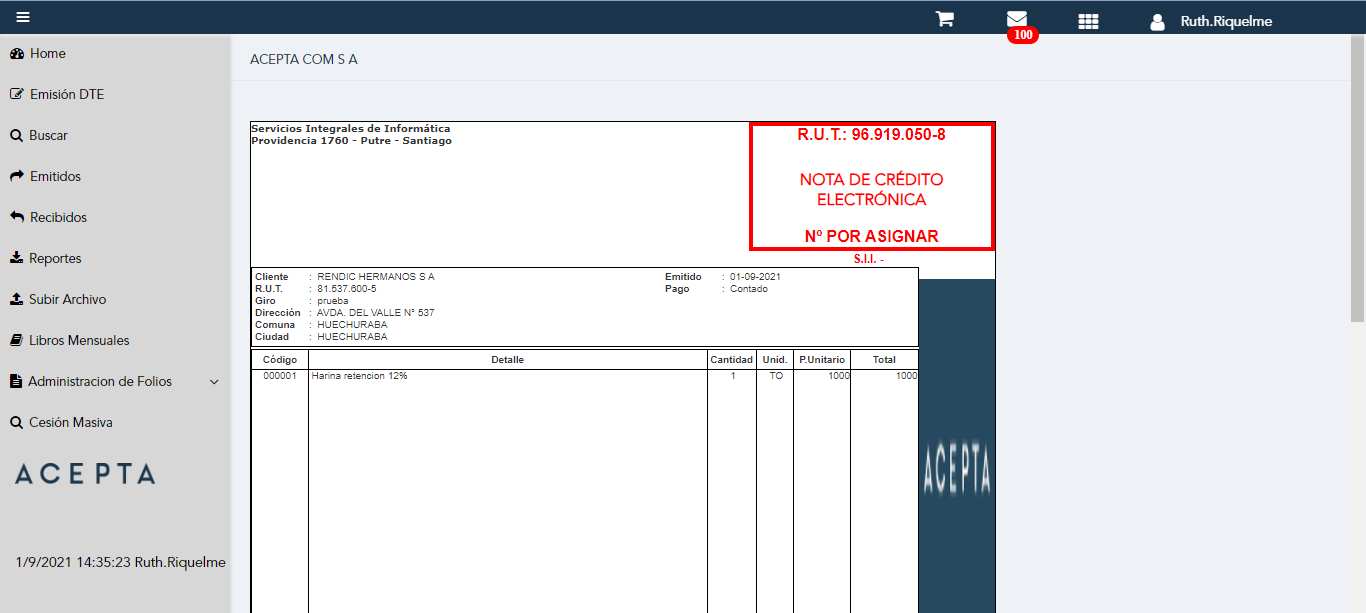 Ruth.Riquelme
100
Home
Emisión DTE
Buscar
Emitidos
Recibidos
Reportes
Subir Archivo
Libros Mensuales
Administracion de Folios
Cesión Masiva
ACEPTA
1/9/2021 14:35:23 Ruth.Riquelme
ACEPTA COM S A
Servicios Integrales de Informática
Providencia 1760 - Putre - Santiago
R.U.T.: 96.919.050-8
NOTA DE CRÉDITO
ELECTRÓNICA
Nº POR ASIGNAR
S.I.I. -
Cliente : RENDIC HERMANOS S A Emitido : 01-09-2021
R.U.T. : 81.537.600-5 Pago : Contado
Giro : prueba
Dirección : AVDA. DEL VALLE N° 537
Comuna : HUECHURABA
Ciudad : HUECHURABA
Código Detalle Cantidad Unid. P.Unitario Total
000001 Harina retencion 12% 1 TO 1000 1000
ACEPTA